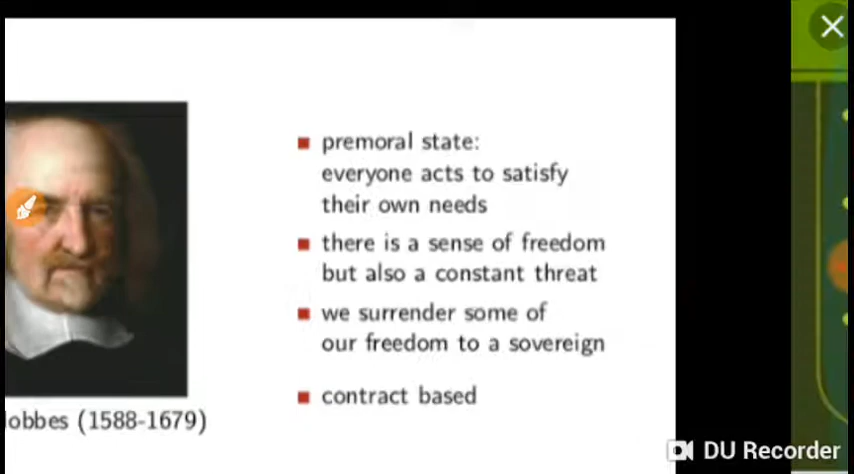 premoral state:
everyone acts to satisfy
their own needs
there is a sense of freedom
but also a constant threat
we surrender some of
our freedom to a sovereign
contract based
lobbes (1588-1679)
DU Recorder